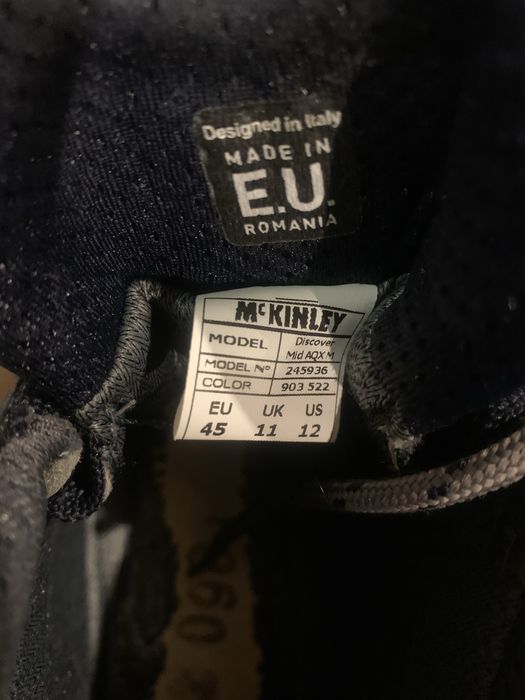 Designed in Italy
MADE IN
E.U.
ROMANIA
McKINLEY
MODEL Discover
Mid AQX M
MODEL No 245936
COLOR 903 522
EU UK US
45 11 12